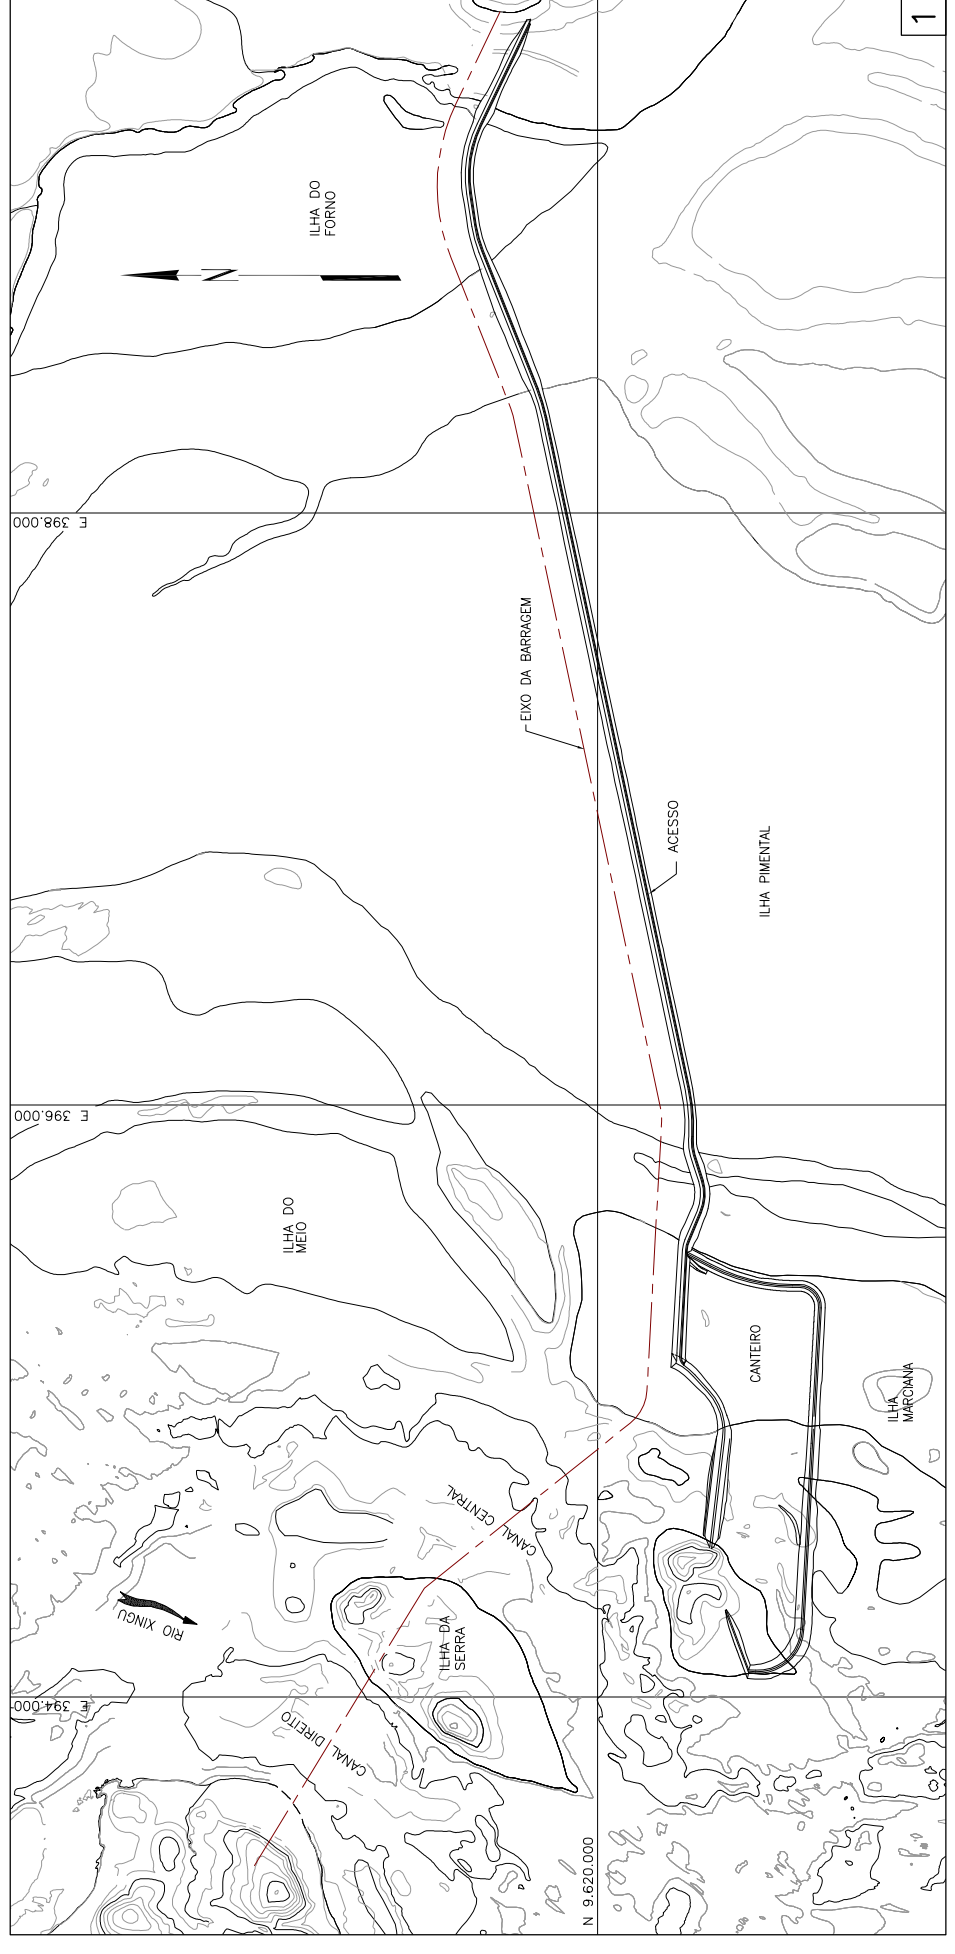 1
ILHA DO
FORNO
N
E 398.000
EIXO DA BARRAGEM
ACESSO
ILHA PIMENTAL
E 396.000
ILHA DO
MEIO
CANTEIRO
ILHA
MARCIANA
CANAL CENTRAL
RIO XINGU
ILHA DA
SERRA
E 394.000
CANAL DIREITO
N 9.620.000